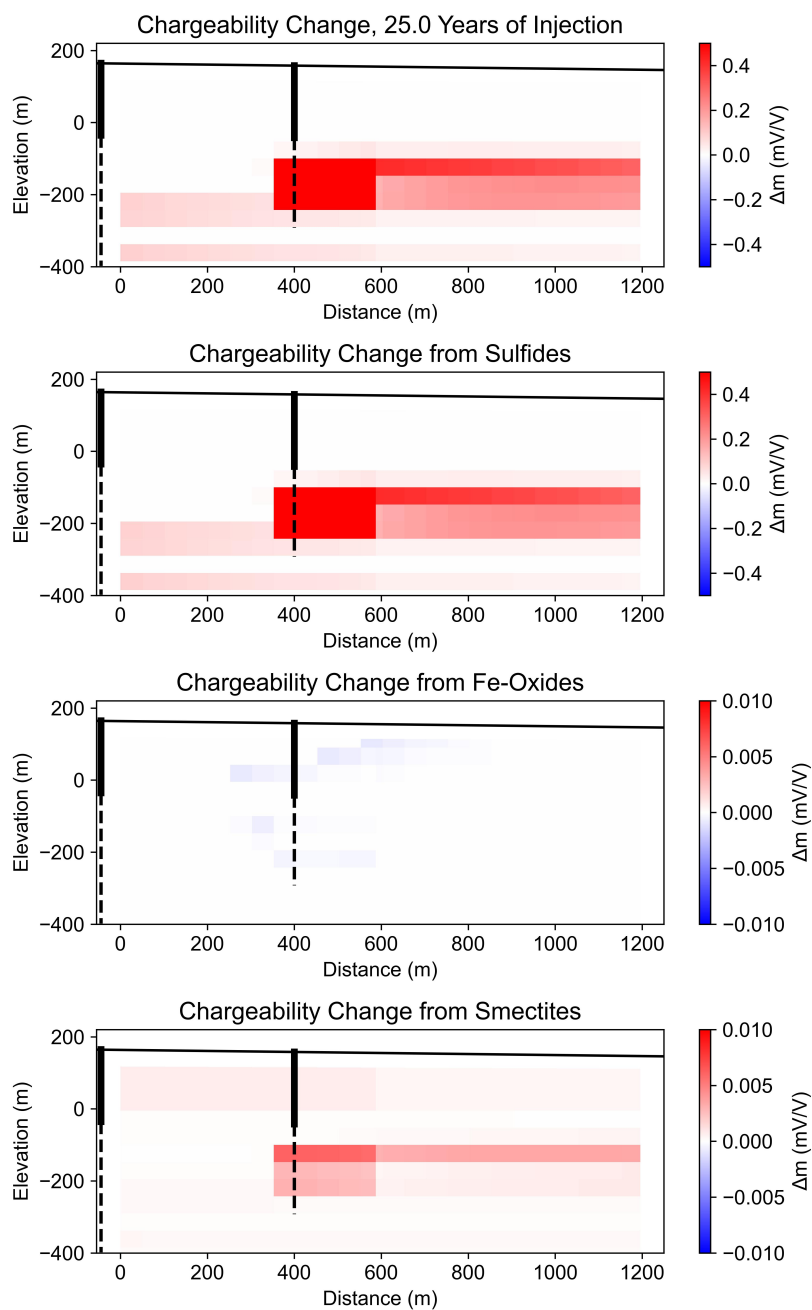 Chargeability Change, 25.0 Years of Injection
200
0
−200
−400
Elevation (m)
0 200 400 600 800 1000 1200
Distance (m)
0.4
0.2
0.0
−0.2
−0.4
Δm (mV/V)
Chargeability Change from Sulfides
200
0
−200
−400
Elevation (m)
0 200 400 600 800 1000 1200
Distance (m)
0.4
0.2
0.0
−0.2
−0.4
Δm (mV/V)
Chargeability Change from Fe-Oxides
200
0
−200
−400
Elevation (m)
0 200 400 600 800 1000 1200
Distance (m)
0.010
0.005
0.000
−0.005
−0.010
Δm (mV/V)
Chargeability Change from Smectites
200
0
−200
−400
Elevation (m)
0 200 400 600 800 1000 1200
Distance (m)
0.010
0.005
0.000
−0.005
−0.010
Δm (mV/V)